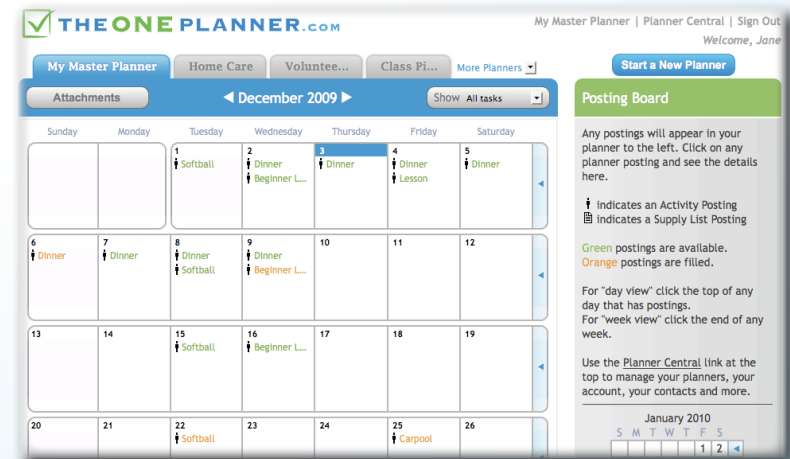 THEONEPLANNER.COM
My Master Planner | Planner Central | Sign Out
Welcome, Jane
My Master Planner
Home Care
Voluntee...
Class Pi...
More Planners
Start a New Planner
Attachments
December 2009
Show All tasks
Posting Board
Sunday Monday Tuesday Wednesday Thursday Friday Saturday
1 2 3 4 5
Softball Dinner Dinner Dinner Dinner
Beginner L... Lesson
6 7 8 9 10 11 12
Dinner Dinner Dinner Dinner
Softball Beginner L...
13 14 15 16 17 18 19
Softball Beginner L...
20 21 22 23 24 25 26
Softball Carpool
Any postings will appear in your
planner to the left. Click on any
planner posting and see the details
here.
indicates an Activity Posting
indicates a Supply List Posting
Green postings are available.
Orange postings are filled.
For "day view" click the top of any
day that has postings.
For "week view" click the end of any
week.
Use the Planner Central link at the
top to manage your planners, your
account, your contacts and more.
January 2010
S M T W T F S
1 2